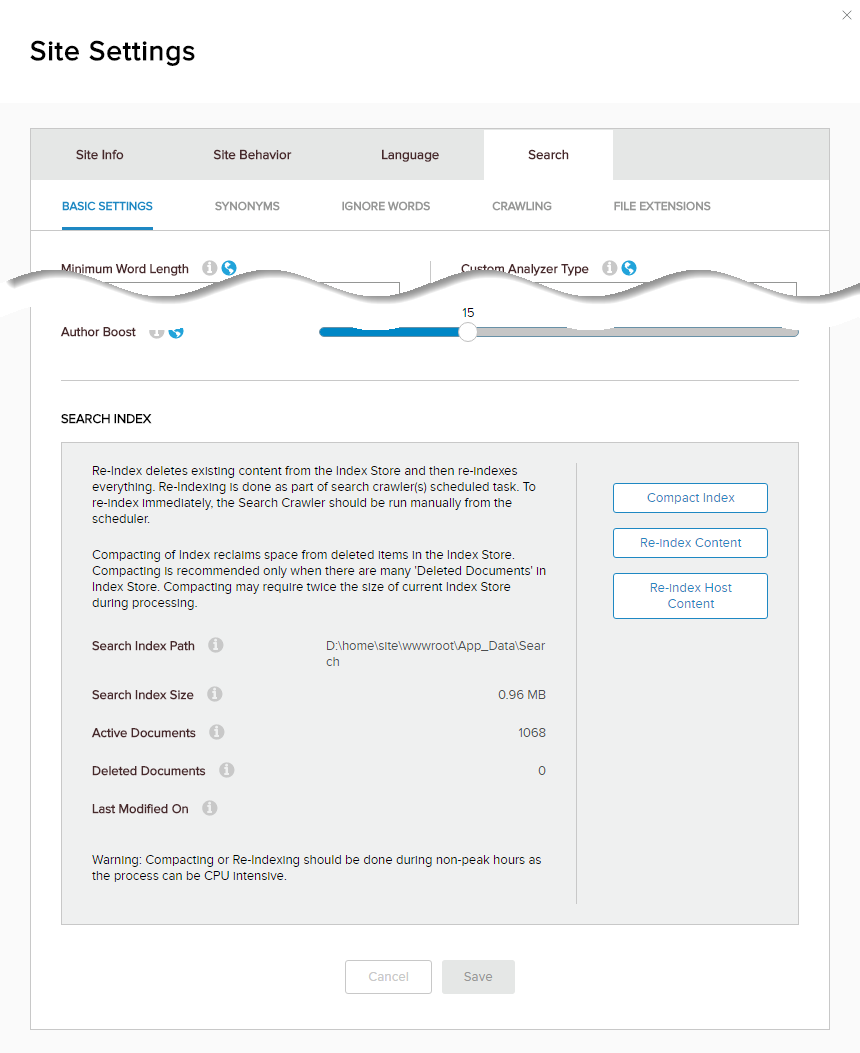 Site Settings
Site Info Site Behavior Language Search
BASIC SETTINGS SYNONYMS IGNORE WORDS CRAWLING FILE EXTENSIONS
Minimum Word Length Custom Analyzer Type
15
Author Boost
SEARCH INDEX
Re-Index deletes existing content from the Index Store and then re-indexes
everything. Re-Indexing is done as part of search crawler(s) scheduled task. To
re-index immediately, the Search Crawler should be run manually from the
scheduler.
Compacting of Index reclaims space from deleted items in the Index Store.
Compacting is recommended only when there are many 'Deleted Documents' in
Index Store. Compacting may require twice the size of current Index Store
during processing.
Compact Index
Re-index Content
Re-index Host
Content
Search Index Path D:\home\site\wwwroot\App_Data\Sear
ch
Search Index Size 0.96 MB
Active Documents 1068
Deleted Documents 0
Last Modified On
Warning: Compacting or Re-Indexing should be done during non-peak hours as
the process can be CPU intensive.
Cancel Save